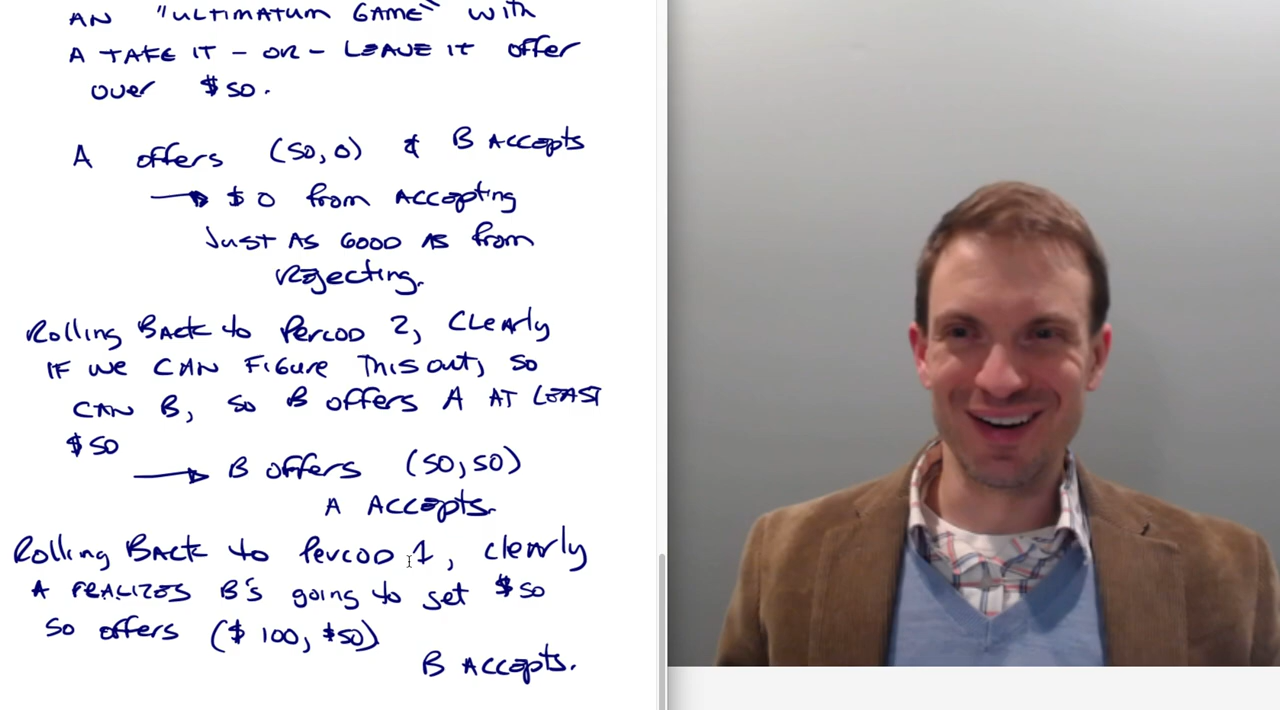 AN "ULTIMATUM GAME" with
A TAKE IT - OR - LEAVE IT offer
over $50.
A offers (50,0) & B Accepts
→ $0 from Accepting
Just AS GOOD AS from
rejecting.
Rolling BAck to Period 2, Clearly
IF we CAN FIGURE This out, so
CAN B, so B offers A AT LEAST
$50
→ B offers (50,50)
A Accepts.
Rolling BAck to Period 1, clearly
A REALIZES B's going to get $50
so offers ($100, $50)
B Accepts.